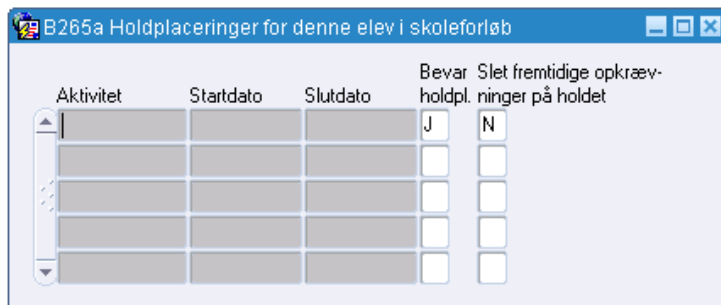 B265a Holdplaceringer for denne elev i skoleforløb
Bevar Slet fremtidige opkræv-
Aktivitet Startdato Slutdato holdpl. ninger på holdet
J N